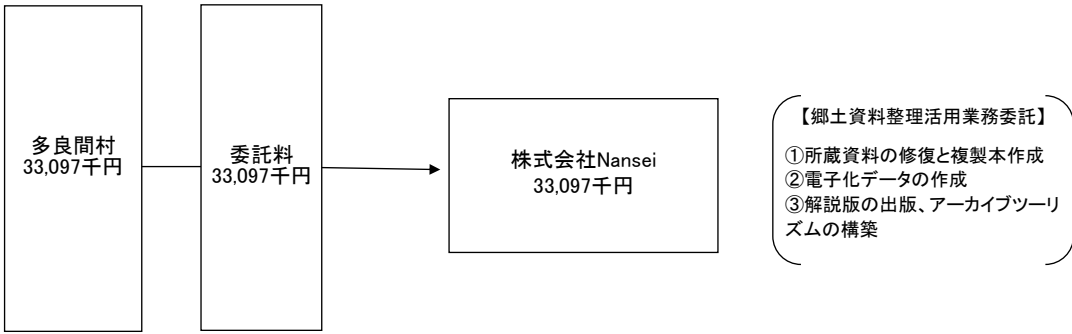 多良間村
33,097千円
委託料
33,097千円
株式会社Nansei
33,097千円
【郷土資料整理活用業務委託】
①所蔵資料の修復と複製本作成
②電子化データの作成
③解説版の出版、アーカイブツーリ
ズムの構築